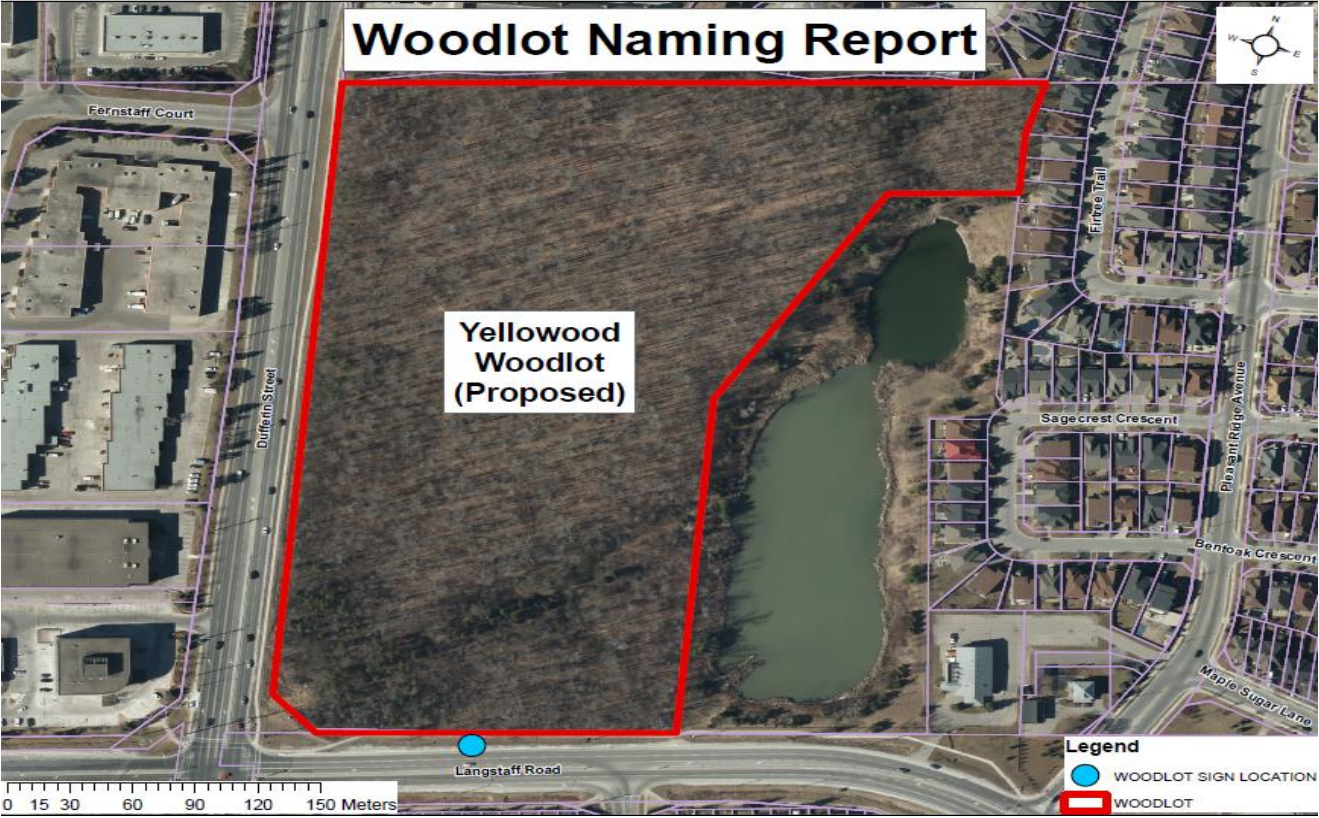 Woodlot Naming Report
N
W
E
S
Fernstaff Court
Firtree Trail
Yellowood
Woodlot
(Proposed)
Dufferin Street
Pleasant Ridge Avenue
Sagecrest Crescent
Bentoak Crescent
Maple Sugar Lane
Langstaff Road
Legend
WOODLOT SIGN LOCATION
WOODLOT
0 15 30 60 90 120 150 Meters